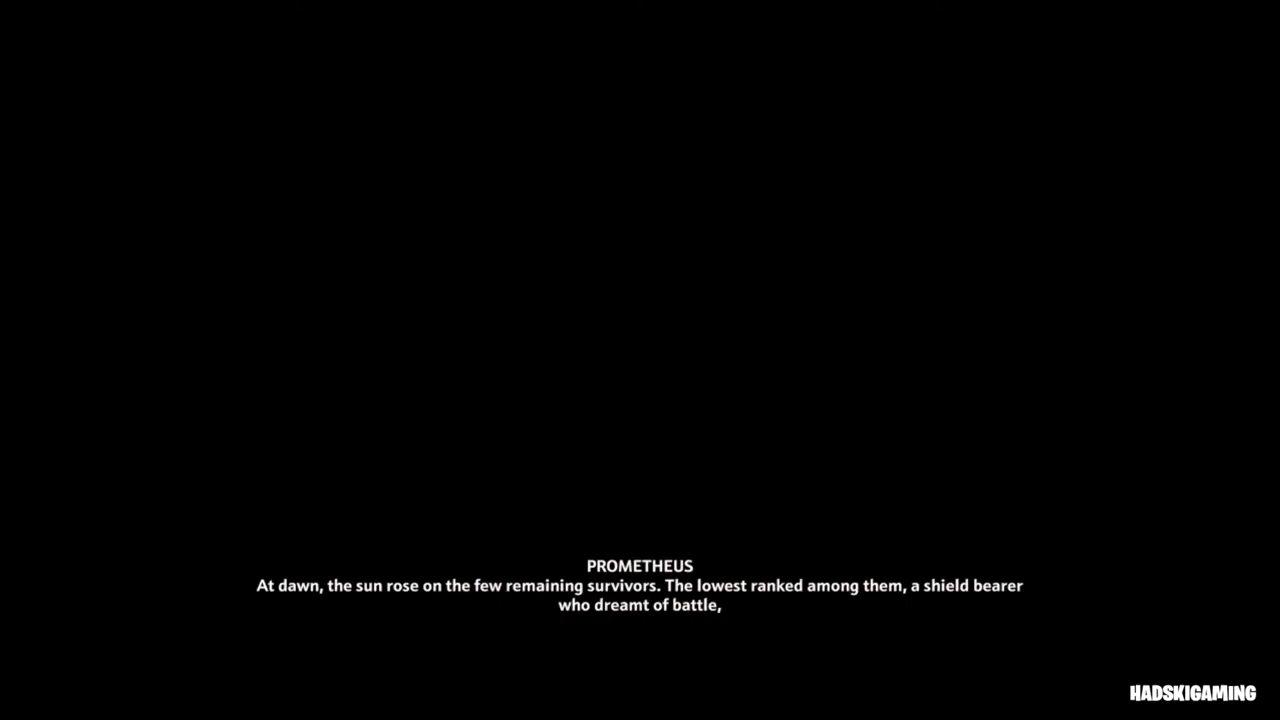 PROMETHEUS
At dawn, the sun rose on the few remaining survivors. The lowest ranked among them, a shield bearer
who dreamt of battle,
HADSKIGAMING